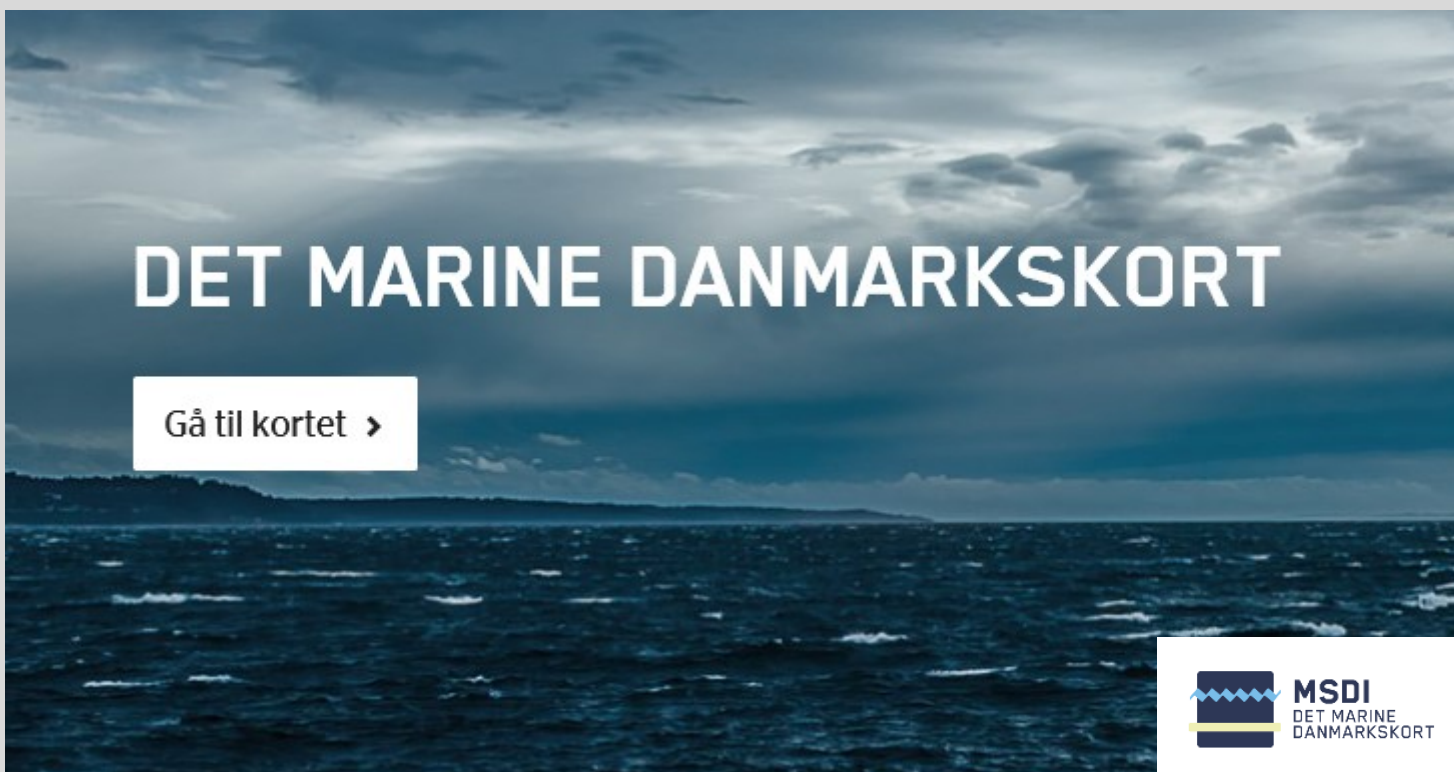 DET MARINE DANMARKSKORT
Gå til kortet
MSDI
DET MARINE
DANMARKSKORT